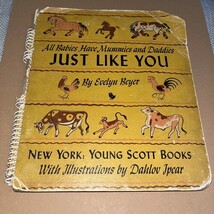 All Babies Have Mummies and Daddies
JUST LIKE YOU
By Evelyn Beyer
NEW YORK: YOUNG SCOTT BOOKS
With Illustrations by Dahlov Ipcar